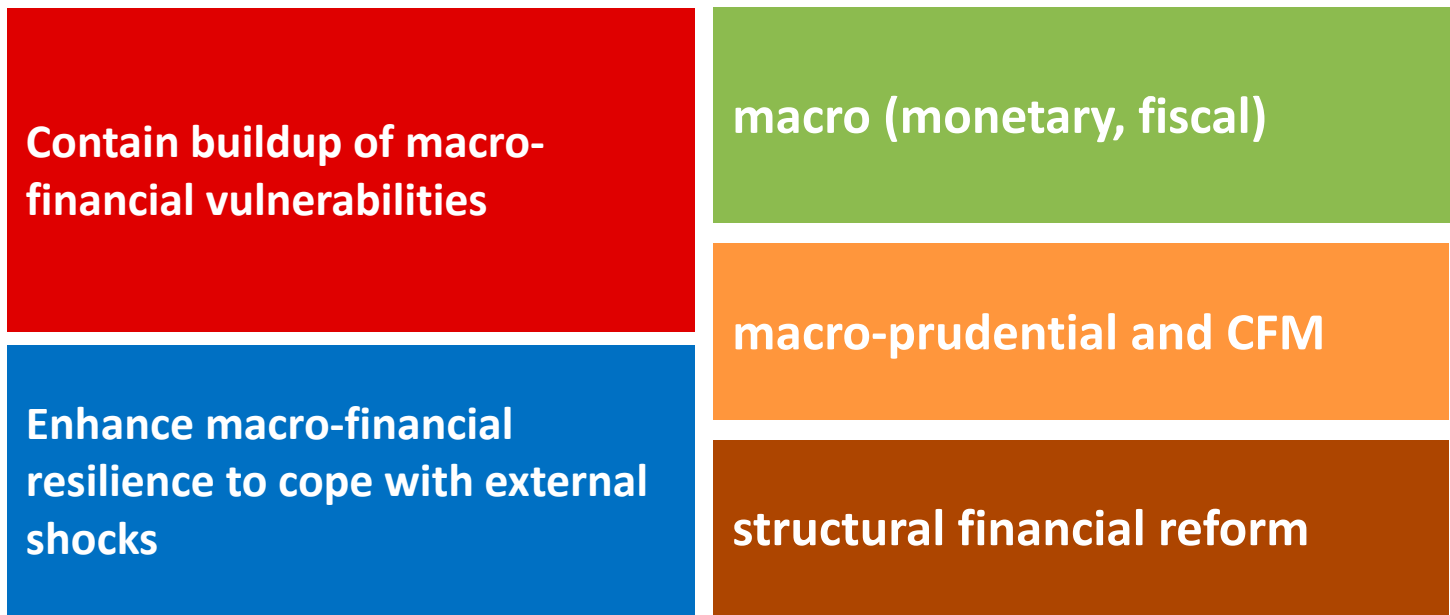 Contain buildup of macro-
financial vulnerabilities
Enhance macro-financial
resilience to cope with external
shocks
macro (monetary, fiscal)
macro-prudential and CFM
structural financial reform